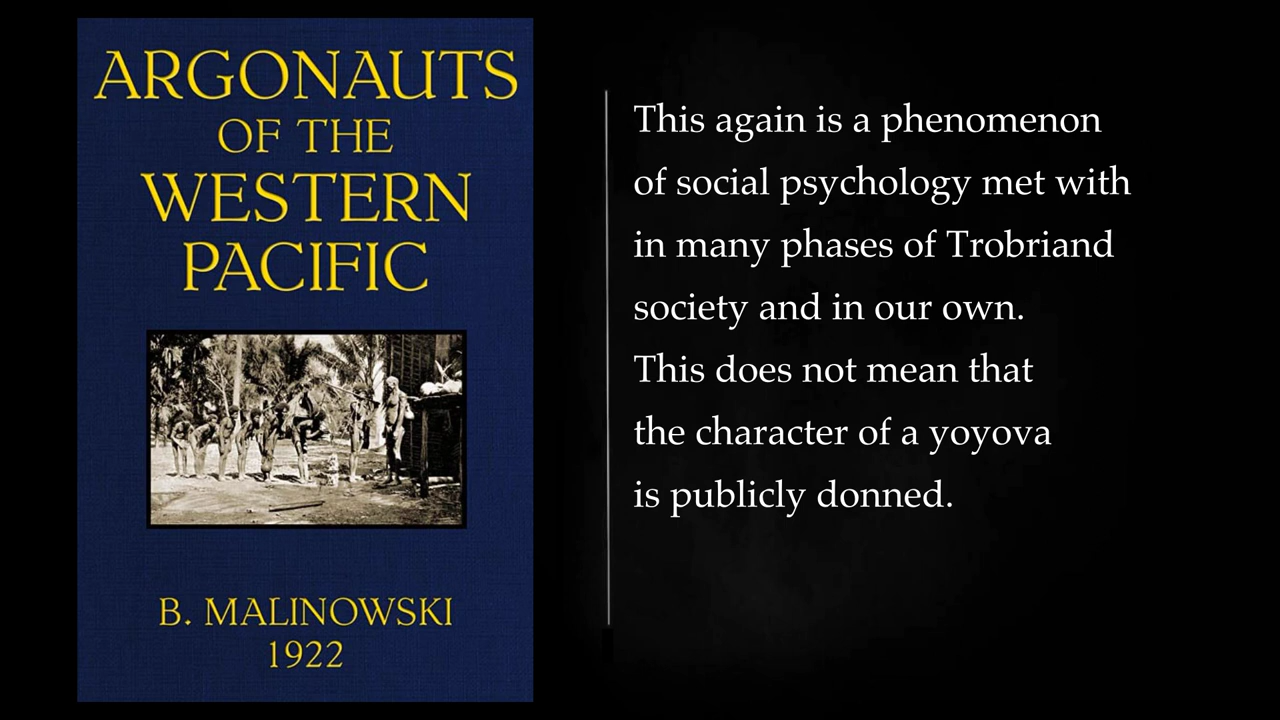 ARGONAUTS
OF THE
WESTERN
PACIFIC
B. MALINOWSKI
1922
This again is a phenomenon
of social psychology met with
in many phases of Trobriand
society and in our own.
This does not mean that
the character of a yoyova
is publicly donned.